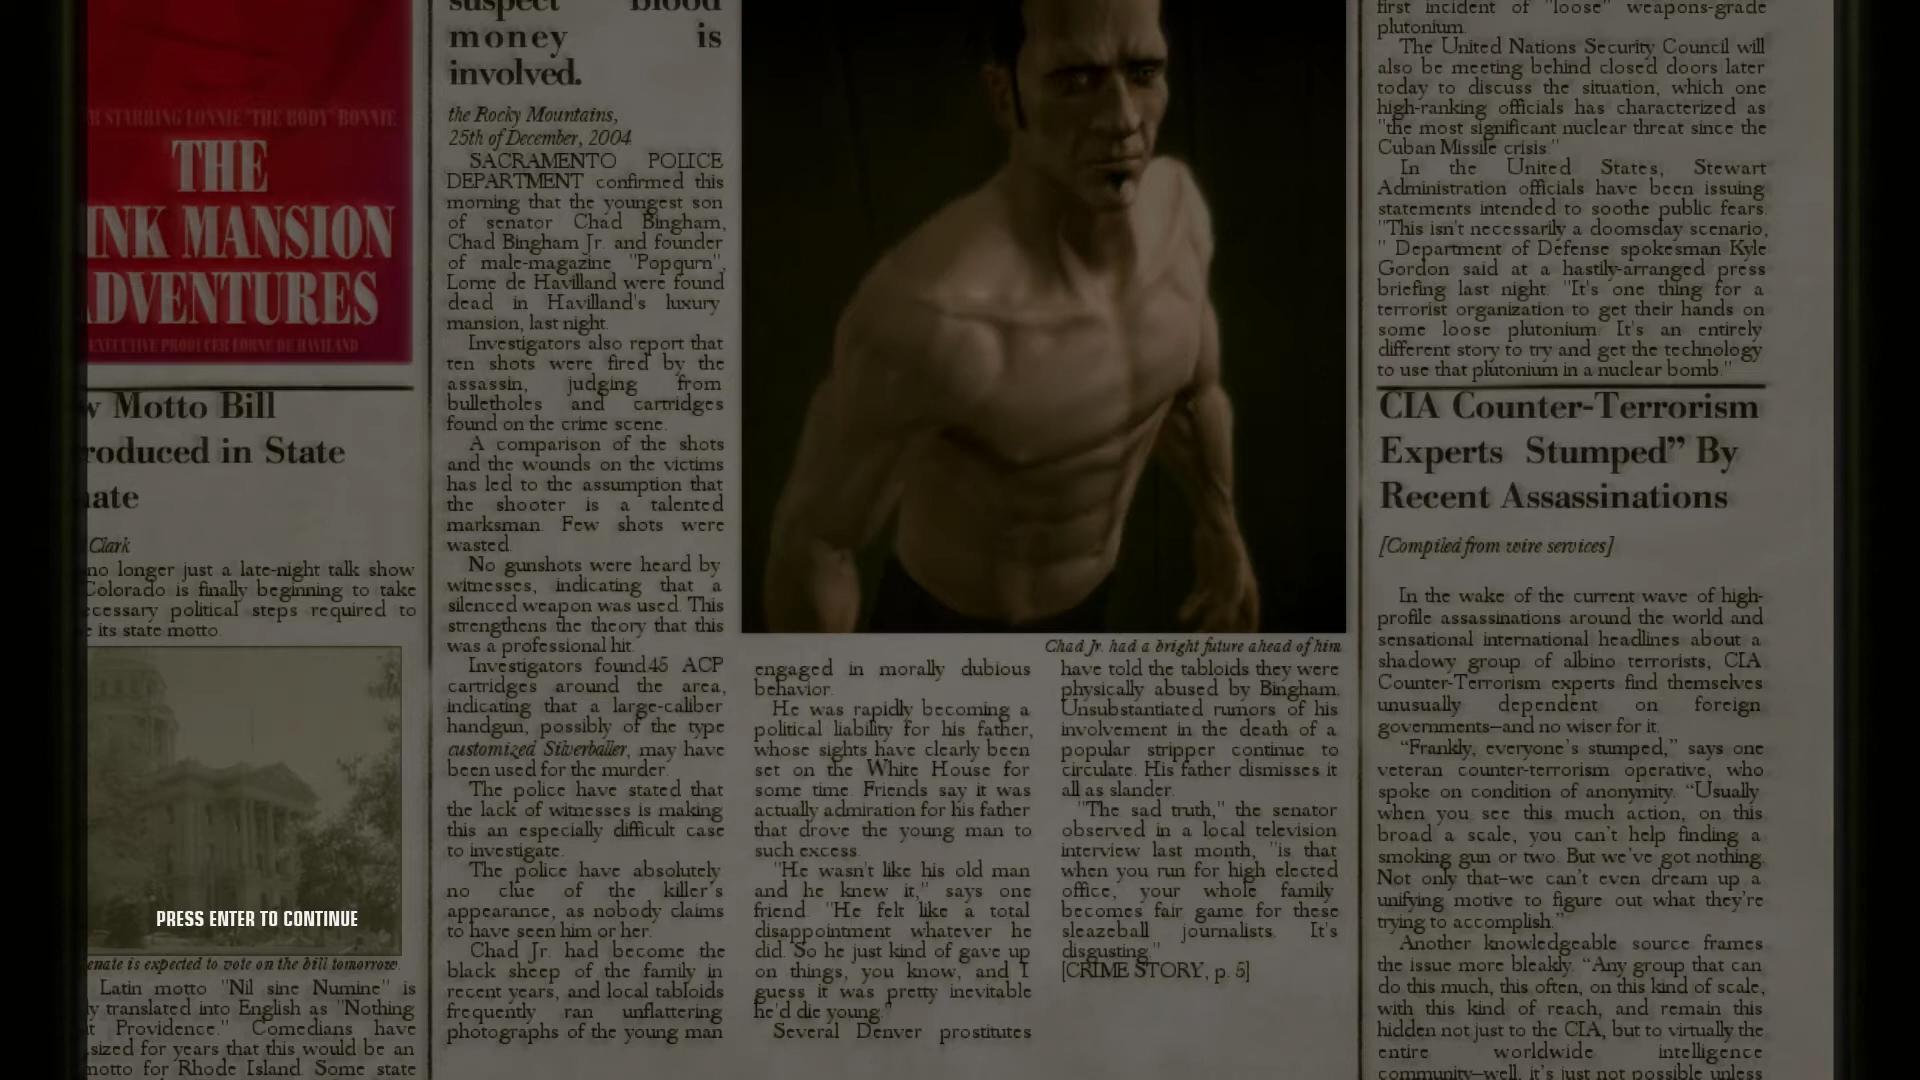 STARRING LONNIE "THE BODY" BONNIE
THE
INK MANSION
ADVENTURES
EXECUTIVE PRODUCER LORNE DE HAVILAND
Motto Bill
roduced in State
nate
Clark
no longer just a late-night talk show
Colorado is finally beginning to take
ecessary political steps required to
its state motto.
PRESS ENTER TO CONTINUE
enate is expected to vote on the bill tomorrow.
Latin motto "Nil sine Numine" is
ly translated into English as "Nothing
t Providence." Comedians have
sized for years that this would be an
motto for Rhode Island. Some state
suspect blood
money is
involved.
the Rocky Mountains,
25th of December, 2004
SACRAMENTO POLICE
DEPARTMENT confirmed this
morning that the youngest son
of senator Chad Bingham,
Chad Bingham Jr. and founder
of male-magazine "Popqurn",
Lorne de Havilland were found
dead in Havilland's luxury
mansion, last night.
Investigators also report that
ten shots were fired by the
assassin, judging from
bulletholes and cartridges
found on the crime scene.
A comparison of the shots
and the wounds on the victims
has led to the assumption that
the shooter is a talented
marksman. Few shots were
wasted.
No gunshots were heard by
witnesses, indicating that a
silenced weapon was used. This
strengthens the theory that this
was a professional hit.
Investigators found45 ACP
cartridges around the area,
indicating that a large-caliber
handgun, possibly of the type
customized Silverballer, may have
been used for the murder.
The police have stated that
the lack of witnesses is making
this an especially difficult case
to investigate.
The police have absolutely
no clue of the killer's
appearance, as nobody claims
to have seen him or her.
Chad Jr. had become the
black sheep of the family in
recent years, and local tabloids
frequently ran unflattering
photographs of the young man
Chad Jr. had a bright future ahead of him.
engaged in morally dubious
behavior.
He was rapidly becoming a
political liability for his father,
whose sights have clearly been
set on the White House for
some time. Friends say it was
actually admiration for his father
that drove the young man to
such excess.
"He wasn't like his old man
and he knew it," says one
friend. "He felt like a total
disappointment whatever he
did. So he just kind of gave up
on things, you know, and I
guess it was pretty inevitable
he'd die young."
Several Denver prostitutes
have told the tabloids they were
physically abused by Bingham.
Unsubstantiated rumors of his
involvement in the death of a
popular stripper continue to
circulate. His father dismisses it
all as slander.
"The sad truth," the senator
observed in a local television
interview last month, "is that
when you run for high elected
office, your whole family
becomes fair game for these
sleazeball journalists. It's
disgusting."
[CRIME STORY, p. 5]
first incident of "loose" weapons-grade
plutonium.
The United Nations Security Council will
also be meeting behind closed doors later
today to discuss the situation, which one
high-ranking officials has characterized as
"the most significant nuclear threat since the
Cuban Missile crisis."
In the United States, Stewart
Administration officials have been issuing
statements intended to soothe public fears.
"This isn't necessarily a doomsday scenario,
" Department of Defense spokesman Kyle
Gordon said at a hastily-arranged press
briefing last night. "It's one thing for a
terrorist organization to get their hands on
some loose plutonium. It's an entirely
different story to try and get the technology
to use that plutonium in a nuclear bomb."
CIA Counter-Terrorism
Experts Stumped” By
Recent Assassinations
[Compiled from wire services]
In the wake of the current wave of high-
profile assassinations around the world and
sensational international headlines about a
shadowy group of albino terrorists, CIA
Counter-Terrorism experts find themselves
unusually dependent on foreign
governments—and no wiser for it.
“Frankly, everyone’s stumped,” says one
veteran counter-terrorism operative, who
spoke on condition of anonymity. “Usually
when you see this much action, on this
broad a scale, you can’t help finding a
smoking gun or two. But we’ve got nothing.
Not only that—we can’t even dream up a
unifying motive to figure out what they’re
trying to accomplish.”
Another knowledgeable source frames
the issue more bleakly. “Any group that can
do this much, this often, on this kind of scale,
with this kind of reach, and remain this
hidden not just to the CIA, but to virtually the
entire worldwide intelligence
community—well, it’s just not possible unless